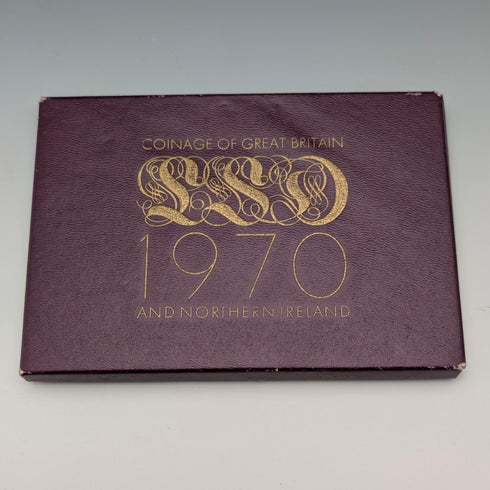 COINAGE OF GREAT BRITAIN
LSD
1970
AND NORTHERN IRELAND